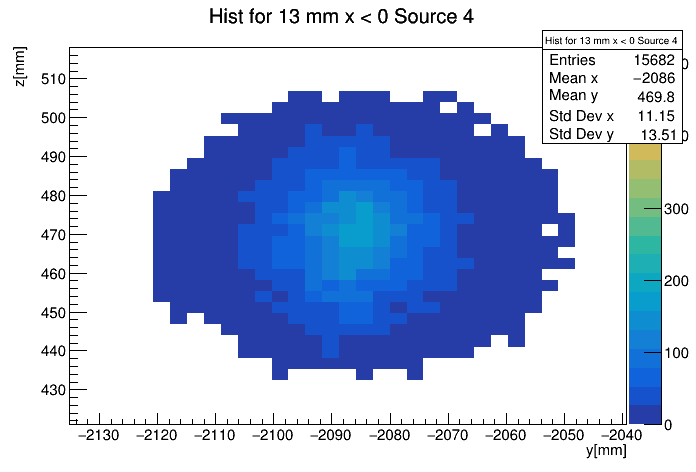 Hist for 13 mm x < 0 Source 4
z[mm]
Hist for 13 mm x < 0 Source 4
Entries 15682
Mean x −2086
Mean y 469.8
Std Dev x 11.15
Std Dev y 13.51
510
500
490
480
470
460
450
440
430
0
0
300
200
100
0
−2130 −2120 −2110 −2100 −2090 −2080 −2070 −2060 −2050 −2040
y[mm]